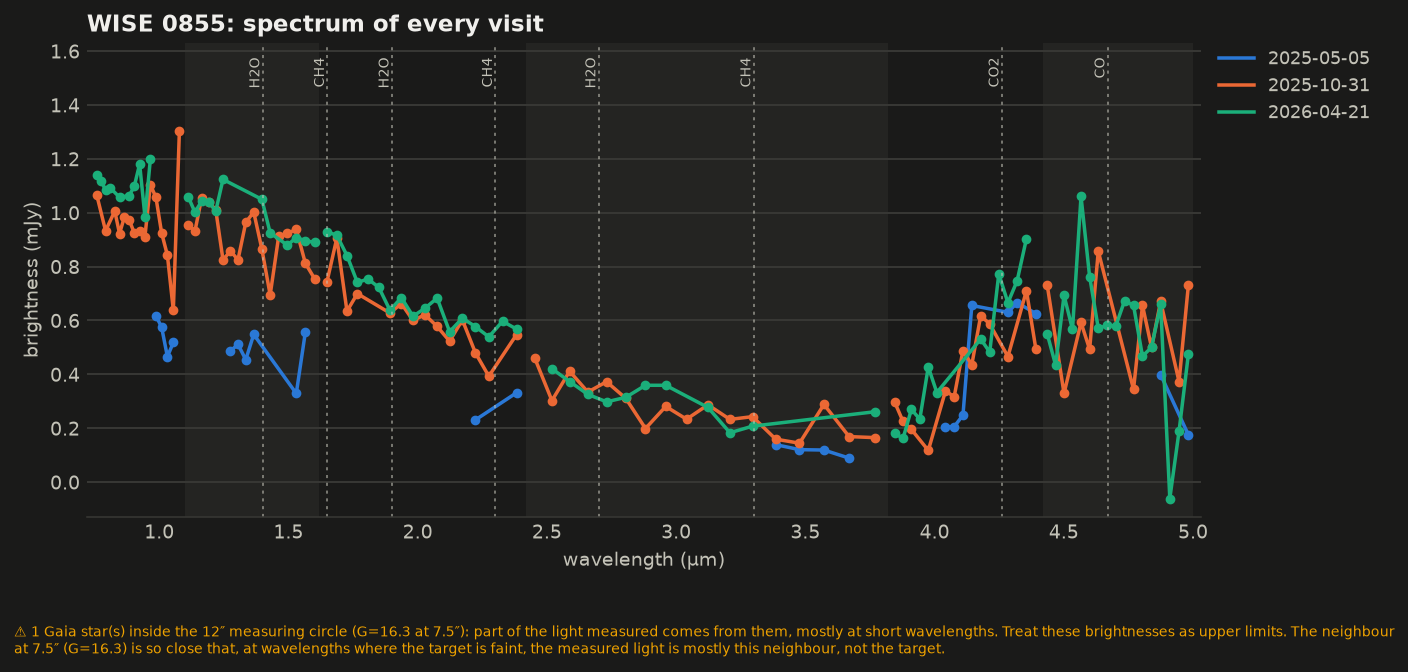 WISE 0855: spectrum of every visit
1.6
1.4
1.2
1.0
0.8
0.6
0.4
0.2
0.0
brightness (mJy)
H2O
CH4
H2O
CH4
H2O
CH4
CO2
CO
2025-05-05
2025-10-31
2026-04-21
1.0 1.5 2.0 2.5 3.0 3.5 4.0 4.5 5.0
wavelength (μm)
⚠ 1 Gaia star(s) inside the 12″ measuring circle (G=16.3 at 7.5″): part of the light measured comes from them, mostly at short wavelengths. Treat these brightnesses as upper limits. The neighbour
at 7.5″ (G=16.3) is so close that, at wavelengths where the target is faint, the measured light is mostly this neighbour, not the target.